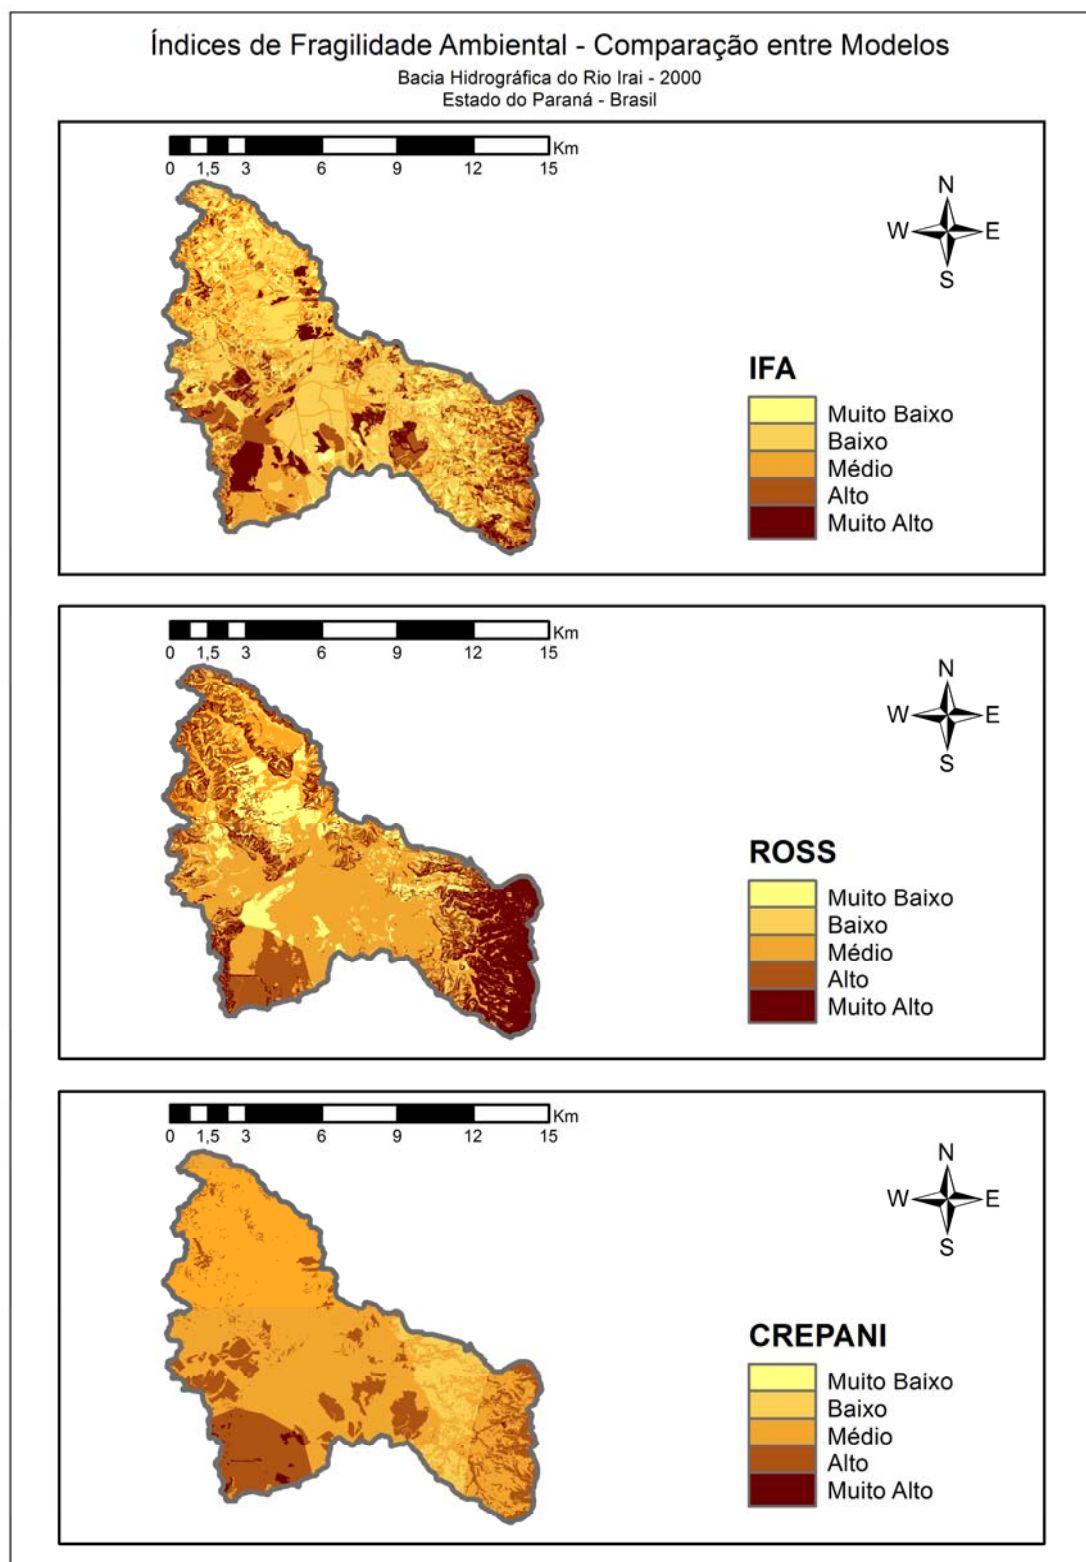 Índices de Fragilidade Ambiental - Comparação entre Modelos
Bacia Hidrográfica do Rio Irai - 2000
Estado do Paraná - Brasil
Km
0 1,5 3 6 9 12 15
N
W E
S
IFA
Muito Baixo
Baixo
Médio
Alto
Muito Alto
Km
0 1,5 3 6 9 12 15
N
W E
S
ROSS
Muito Baixo
Baixo
Médio
Alto
Muito Alto
Km
0 1,5 3 6 9 12 15
N
W E
S
CREPANI
Muito Baixo
Baixo
Médio
Alto
Muito Alto